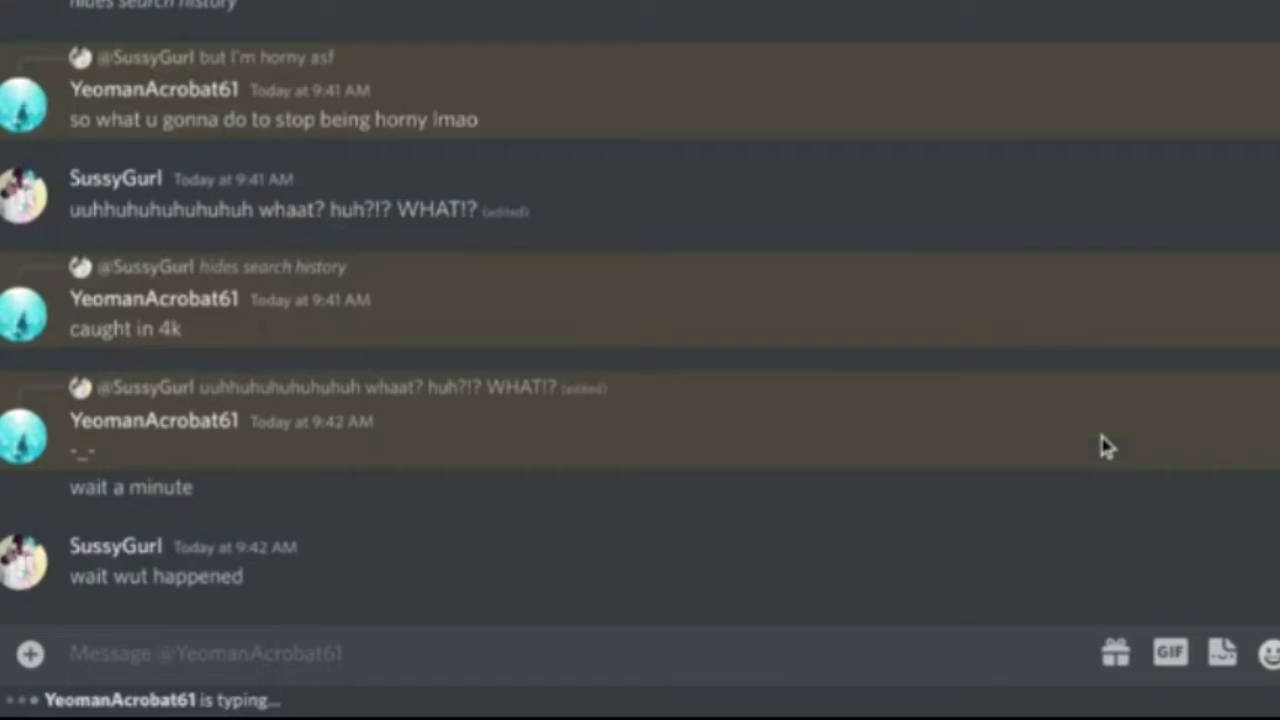 hides search history
@SussyGurl but I'm horny asf
YeomanAcrobat61 Today at 9:41 AM
so what u gonna do to stop being horny lmao
SussyGurl Today at 9:41 AM
uuhhuhuhuhuhuhuh whaat? huh?!? WHAT!? (edited)
@SussyGurl hides search history
YeomanAcrobat61 Today at 9:41 AM
caught in 4k
@SussyGurl uuhhuhuhuhuhuhuh whaat? huh?!? WHAT!? (edited)
YeomanAcrobat61 Today at 9:42 AM
-_-
wait a minute
SussyGurl Today at 9:42 AM
wait wut happened
Message @YeomanAcrobat61
GIF
YeomanAcrobat61 is typing...